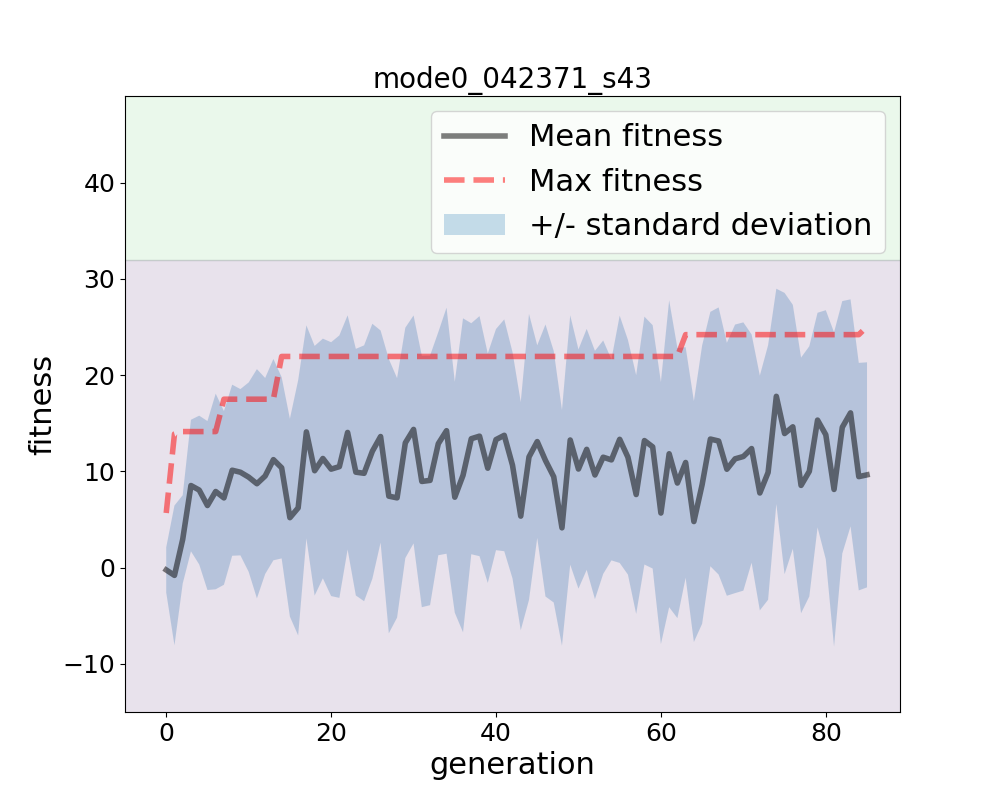 mode0_042371_s43
Mean fitness
Max fitness
+/- standard deviation
fitness
40
30
20
10
0
−10
0 20 40 60 80
generation